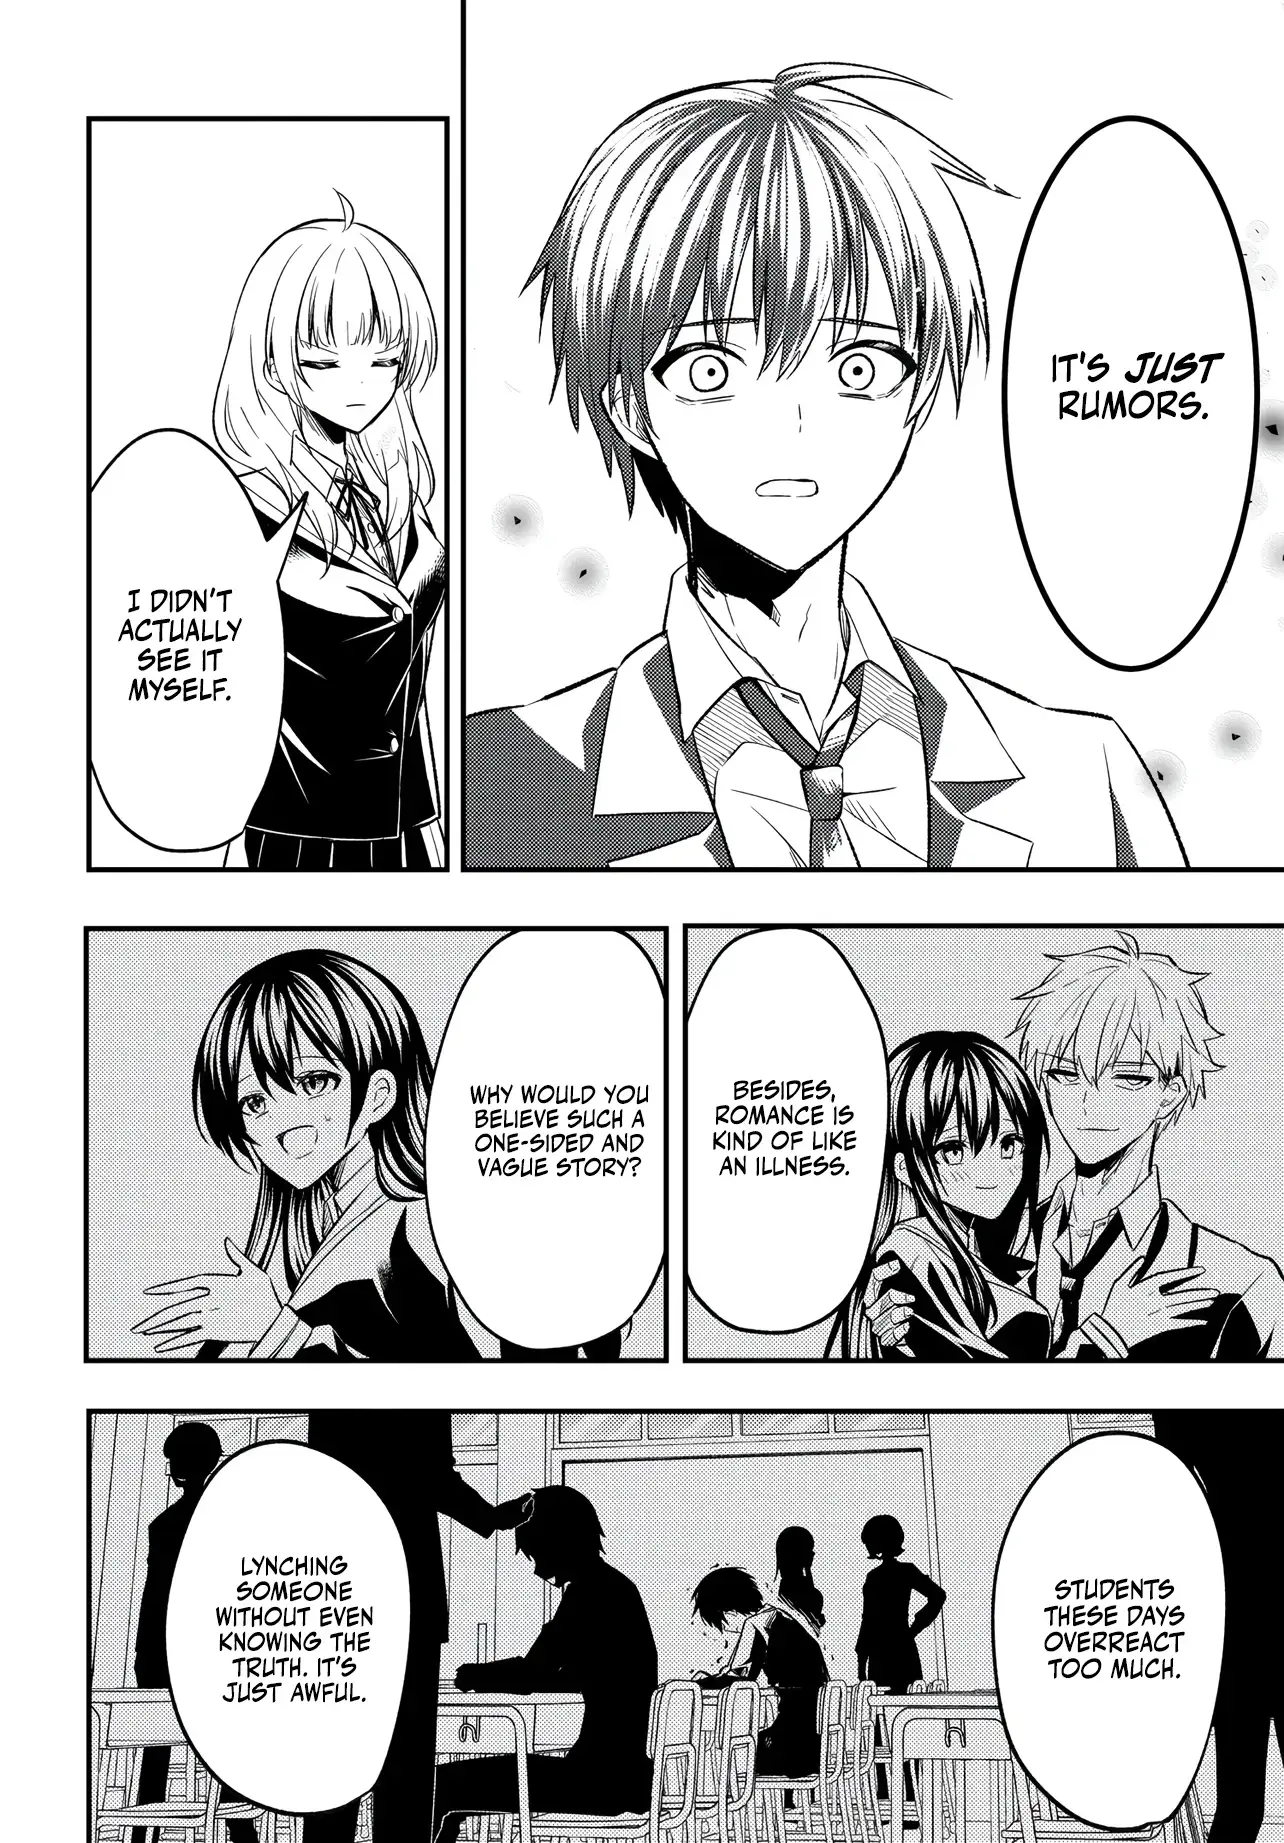 IT'S JUST
RUMORS.
I DIDN'T
ACTUALLY
SEE IT
MYSELF.
BESIDES,
ROMANCE IS
KIND OF LIKE
AN ILLNESS.
WHY WOULD YOU
BELIEVE SUCH A
ONE-SIDED AND
VAGUE STORY?
STUDENTS
THESE DAYS
OVERREACT
TOO MUCH.
LYNCHING
SOMEONE
WITHOUT EVEN
KNOWING THE
TRUTH. IT'S
JUST AWFUL.